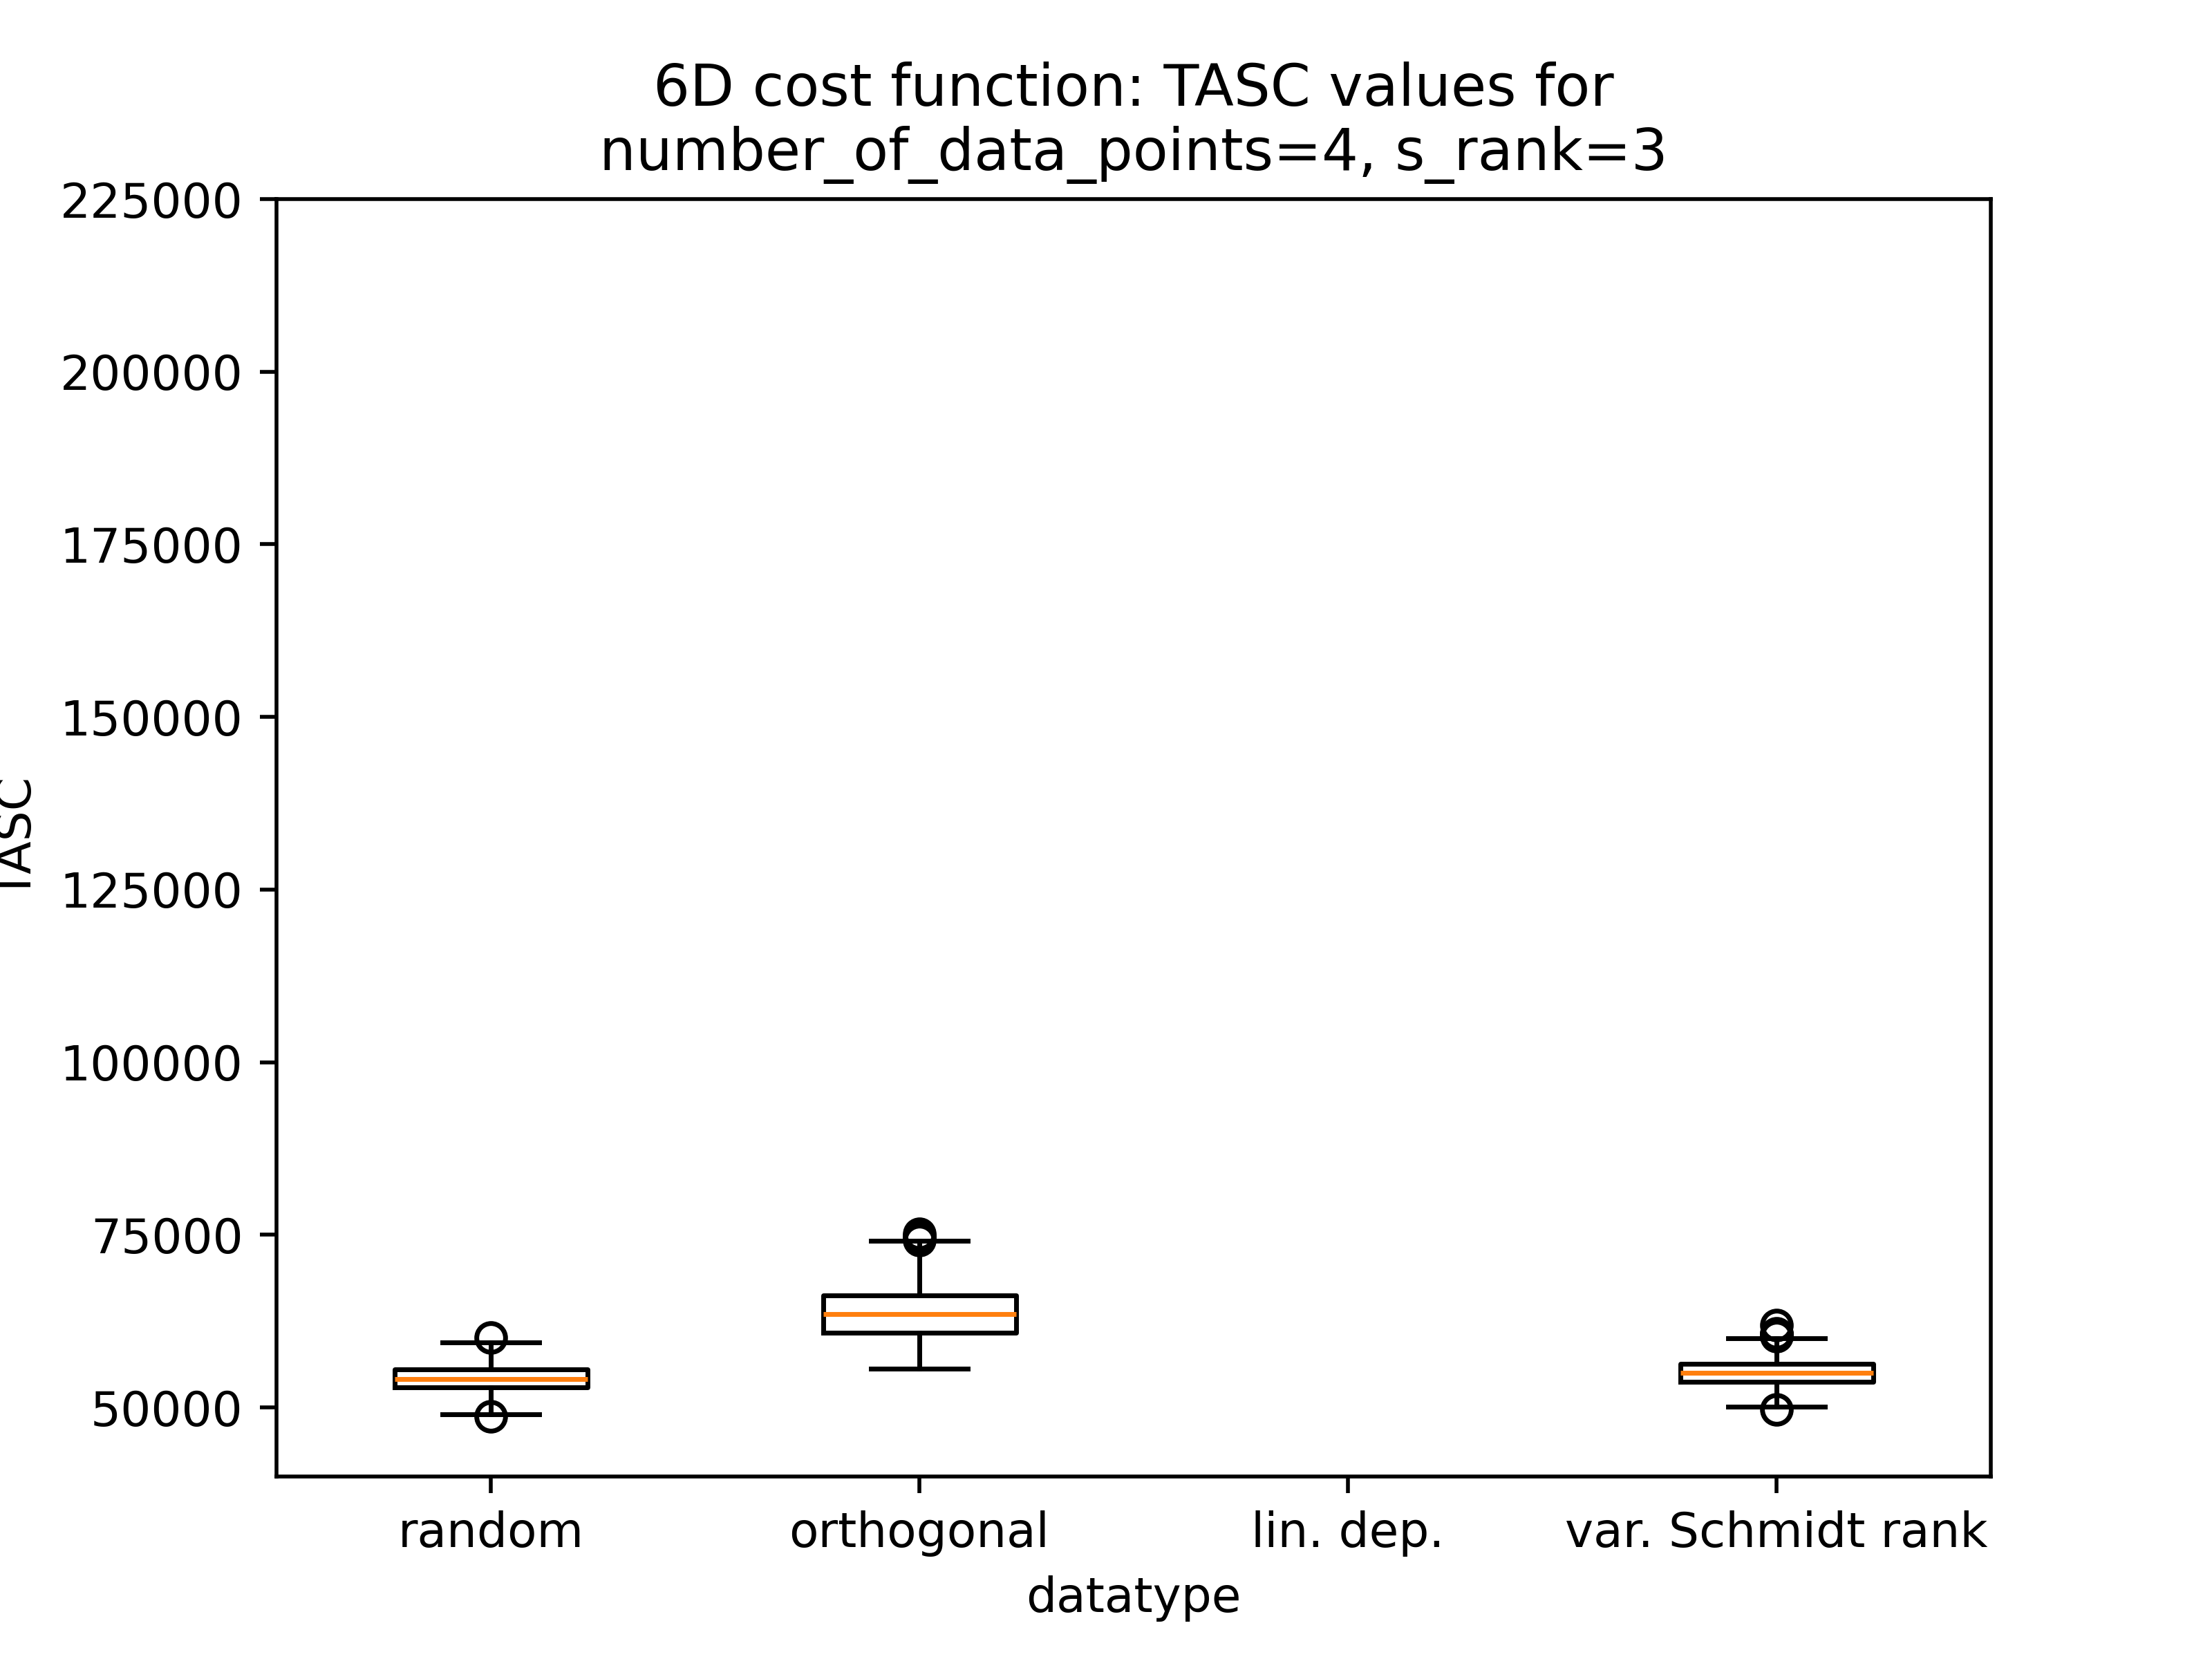 6D cost function: TASC values for
number_of_data_points=4, s_rank=3
225000
200000
175000
150000
125000
100000
75000
50000
TASC
random
orthogonal
lin. dep.
var. Schmidt rank
datatype